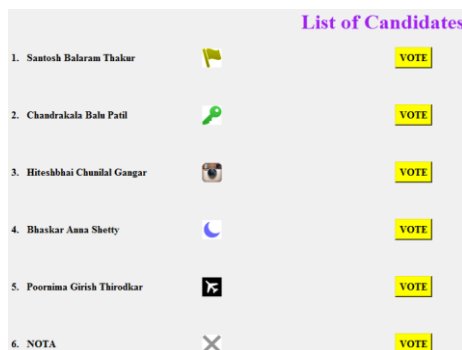 List of Candidates
1. Santosh Balaram Thakur VOTE
2. Chandrakala Balu Patil VOTE
3. Hiteshbhai Chunilal Gangar VOTE
4. Bhaskar Anna Shetty VOTE
5. Poornima Girish Thirodkar VOTE
6. NOTA VOTE